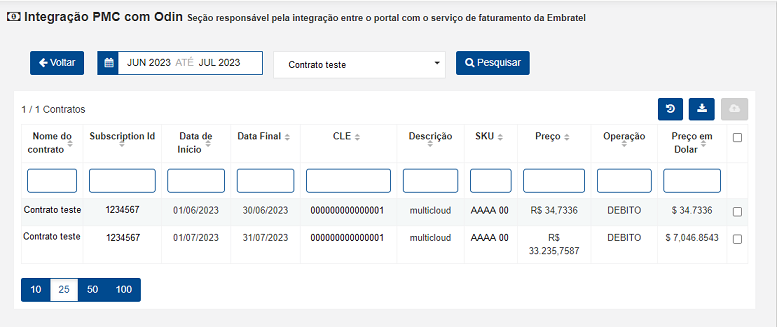 Integração PMC com Odin Seção responsável pela integração entre o portal com o serviço de faturamento da Embratel
Voltar JUN 2023 ATÉ JUL 2023 Contrato teste Pesquisar
1 / 1 Contratos
Nome do contrato Subscription Id Data de Início Data Final CLE Descrição SKU Preço Operação Preço em Dolar
Contrato teste 1234567 01/06/2023 30/06/2023 000000000000001 multicloud AAAA 00 R$ 34,7336 DEBITO $ 34.7336
Contrato teste 1234567 01/07/2023 31/07/2023 000000000000001 multicloud AAAA 00 R$ 33.235,7587 DEBITO $ 7,046.8543
10 25 50 100